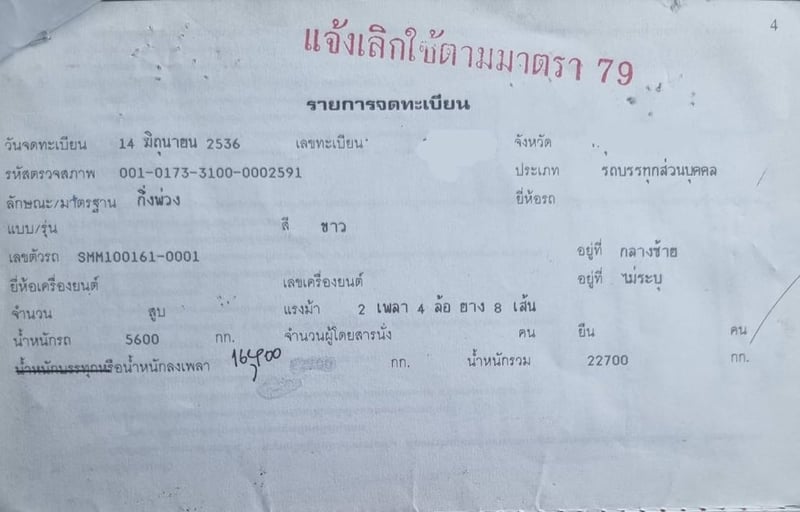 4
แจ้งเลิกใช้ตามมาตรา 79
รายการจดทะเบียน
วันจดทะเบียน 14 มิถุนายน 2536 เลขทะเบียน จังหวัด
รหัสตรวจสภาพ 001-0173-3100-0002591 ประเภท รถบรรทุกส่วนบุคคล
ลักษณะ/มาตรฐาน กึ่งพ่วง ยี่ห้อรถ
แบบ/รุ่น สี ขาว
เลขตัวรถ SMM100161-0001 อยู่ที่ กลางซ้าย
ยี่ห้อเครื่องยนต์ เลขเครื่องยนต์ อยู่ที่ ไม่ระบุ
จำนวน สูบ แรงม้า 2 เพลา 4 ล้อ ยาง 8 เส้น
น้ำหนักรถ 5600 กก. จำนวนผู้โดยสารนั่ง คน ยืน คน
น้ำหนักบรรทุกหรือน้ำหนักลงเพลา กก. น้ำหนักรวม 22700 กก.